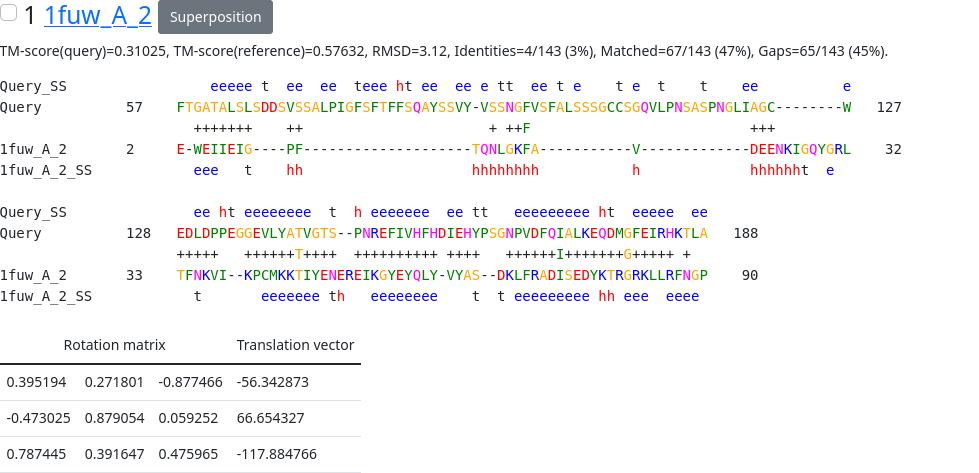 1 1fuw_A_2 Superposition
TM-score(query)=0.31025, TM-score(reference)=0.57632, RMSD=3.12, Identities=4/143 (3%), Matched=67/143 (47%), Gaps=65/143 (45%).
Query_SS eeeee t ee ee teee ht ee ee e tt ee t e t e t t ee e
Query 57 FTGATALSLSDDSVSSALPIGFSFTFFSQAYSSVY-VSSNGFVSFALSSSGCCSGQVLPNSASPNGLIAGC--------W 127
+++++++ ++ + ++F +++
1fuw_A_2 2 E-WEIIEIG----PF--------------------TQNLGKFA-----------V-------------DEENKIGQYGRL 32
1fuw_A_2_SS eee t hh hhhhhhhh h hhhhhht e
Query_SS ee ht eeeeeeee t h eeeeeee ee tt eeeeeeeee ht eeeee ee
Query 128 EDLDPPEGGEVLYATVGTS--PNREFIVHFHDIEHYPSGNPVDFQIALKEQDMGFEIRHKTLA 188
+++++ ++++++T++++ ++++++++++ ++++ ++++++I+++++++G+++++ +
1fuw_A_2 33 TFNKVI--KPCMKKTIYENEREIKGYEYQLY-VYAS--DKLFRADISEDYKTRGRKLLRFNGP 90
1fuw_A_2_SS t eeeeeee th eeeeeeee t t eeeeeeeee hh eee eeee
Rotation matrix Translation vector
0.395194 0.271801 -0.877466 -56.342873
-0.473025 0.879054 0.059252 66.654327
0.787445 0.391647 0.475965 -117.884766